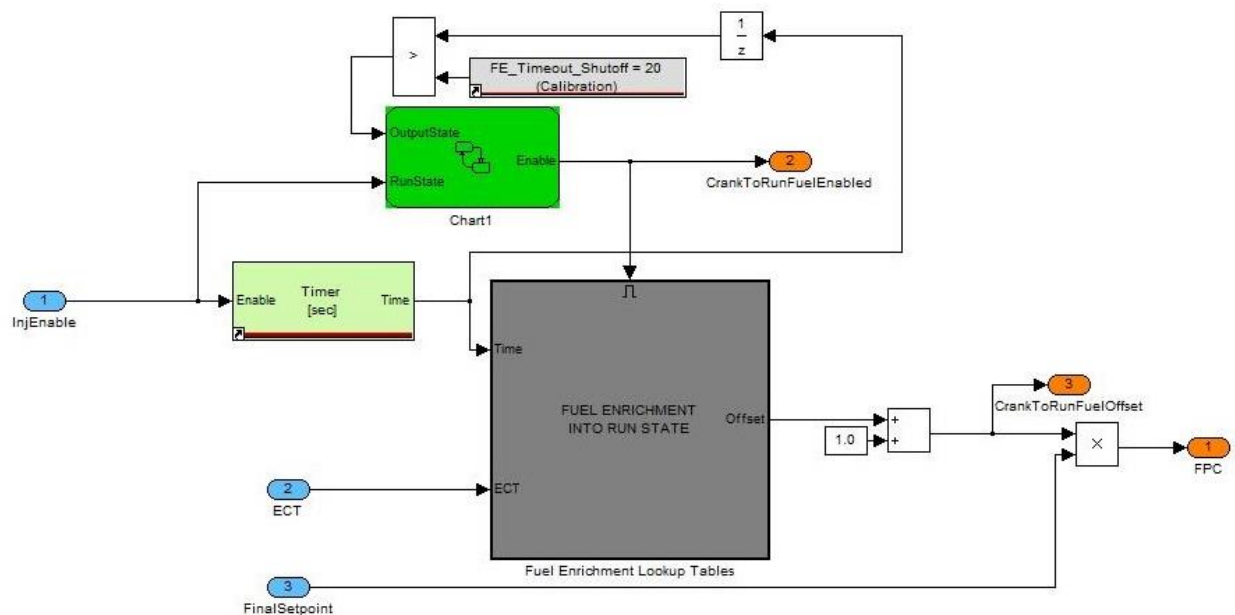 1
z
>
FE_Timeout_Shutoff = 20
(Calibration)
OutputState
Enable
RunState
Chart1
2
CrankToRunFuelEnabled
1
InjEnable
Enable
Timer
[sec]
Time
Time
FUEL ENRICHMENT
INTO RUN STATE
Offset
ECT
Fuel Enrichment Lookup Tables
1.0
+
+
3
CrankToRunFuelOffset
×
1
FPC
2
ECT
3
FinalSetpoint